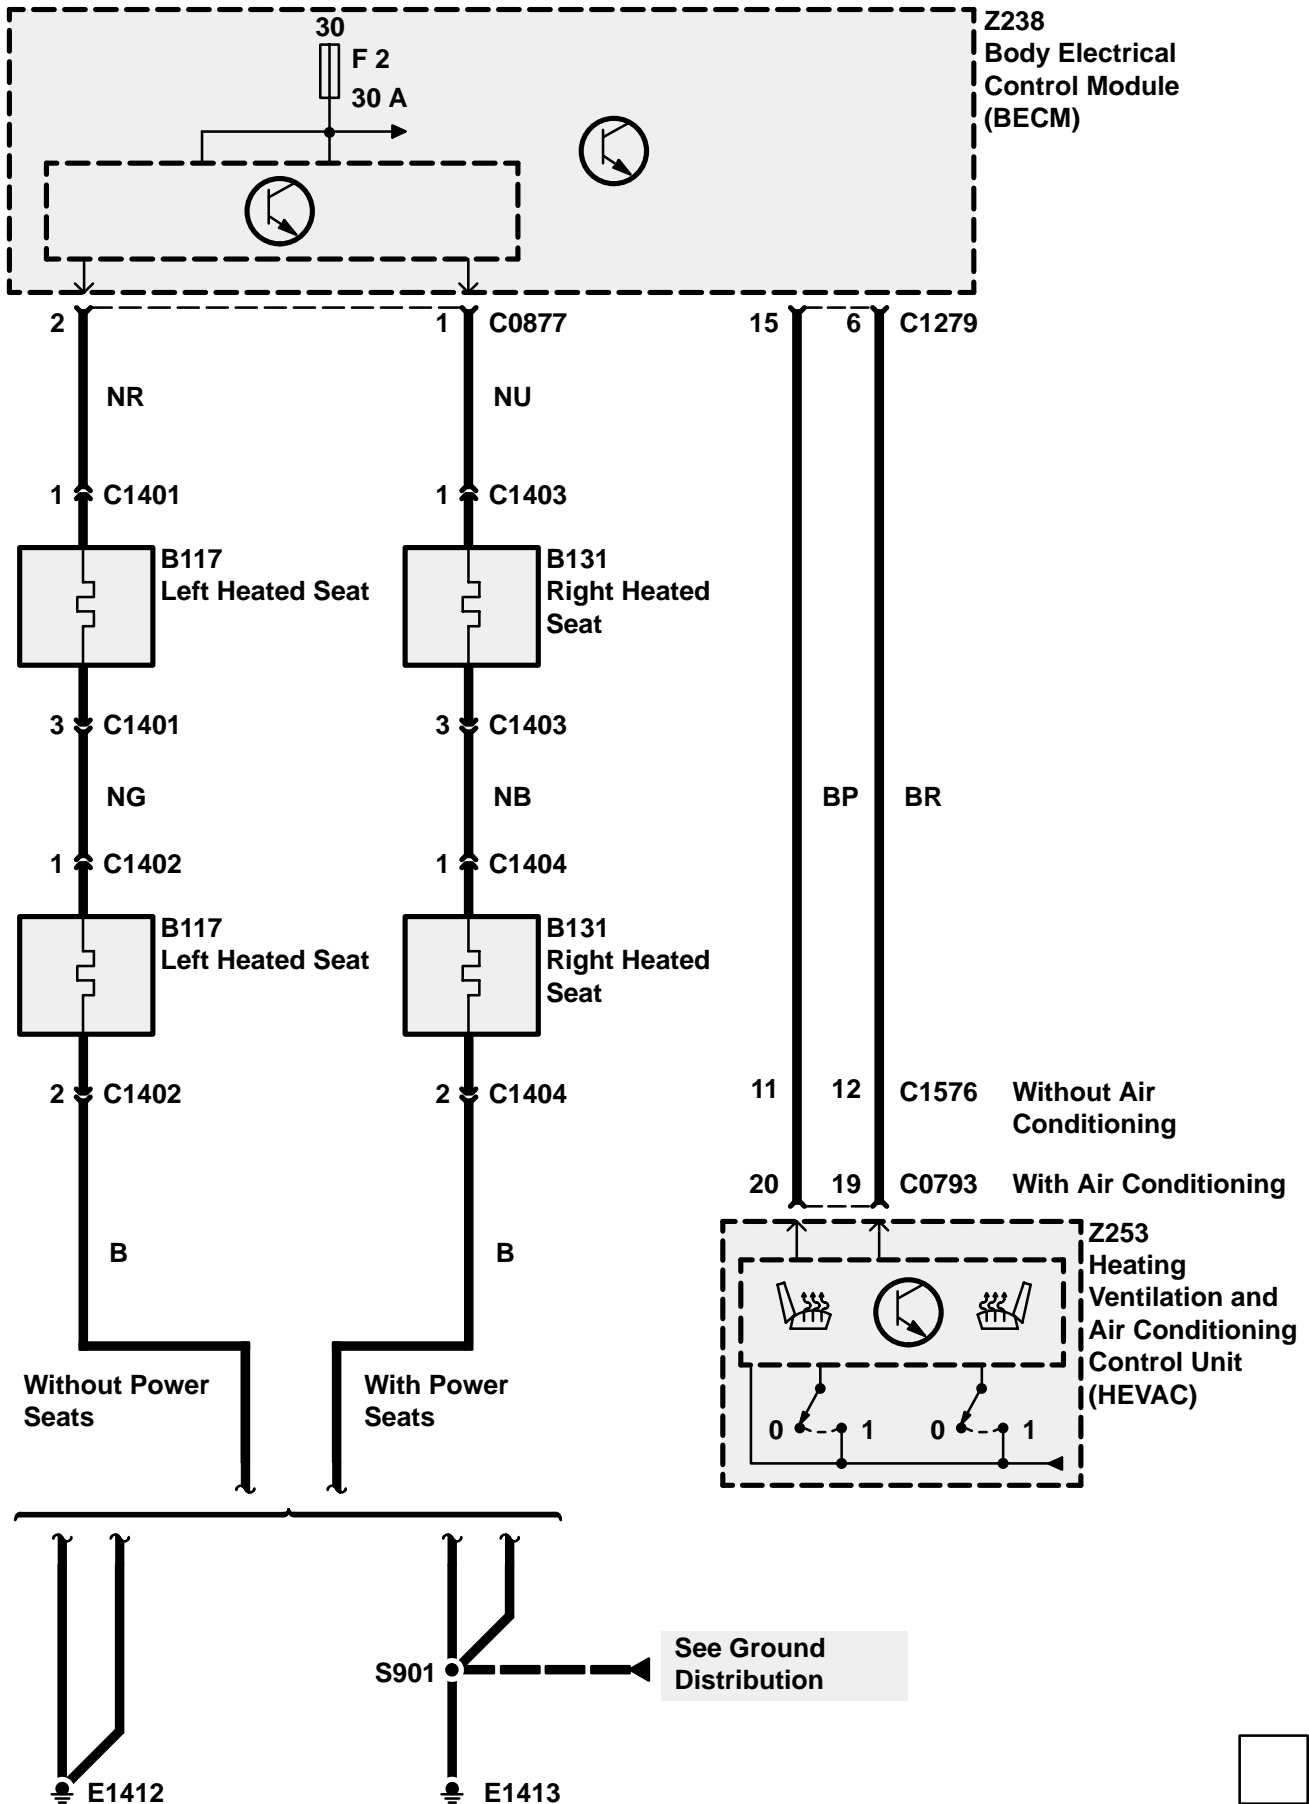 30
F 2
30 A
Z238
Body Electrical
Control Module
(BECM)
2
1 C0877
15
6 C1279
NR
NU
1 C1401
1 C1403
B117
Left Heated Seat
B131
Right Heated
Seat
3 C1401
3 C1403
NG
NB
BP
BR
1 C1402
1 C1404
B117
Left Heated Seat
B131
Right Heated
Seat
2 C1402
2 C1404
11
12 C1576 Without Air
Conditioning
20
19 C0793 With Air Conditioning
B
B
Z253
Heating
Ventilation and
Air Conditioning
Control Unit
(HEVAC)
0 1
0 1
Without Power
Seats
With Power
Seats
S901
See Ground
Distribution
E1412
E1413